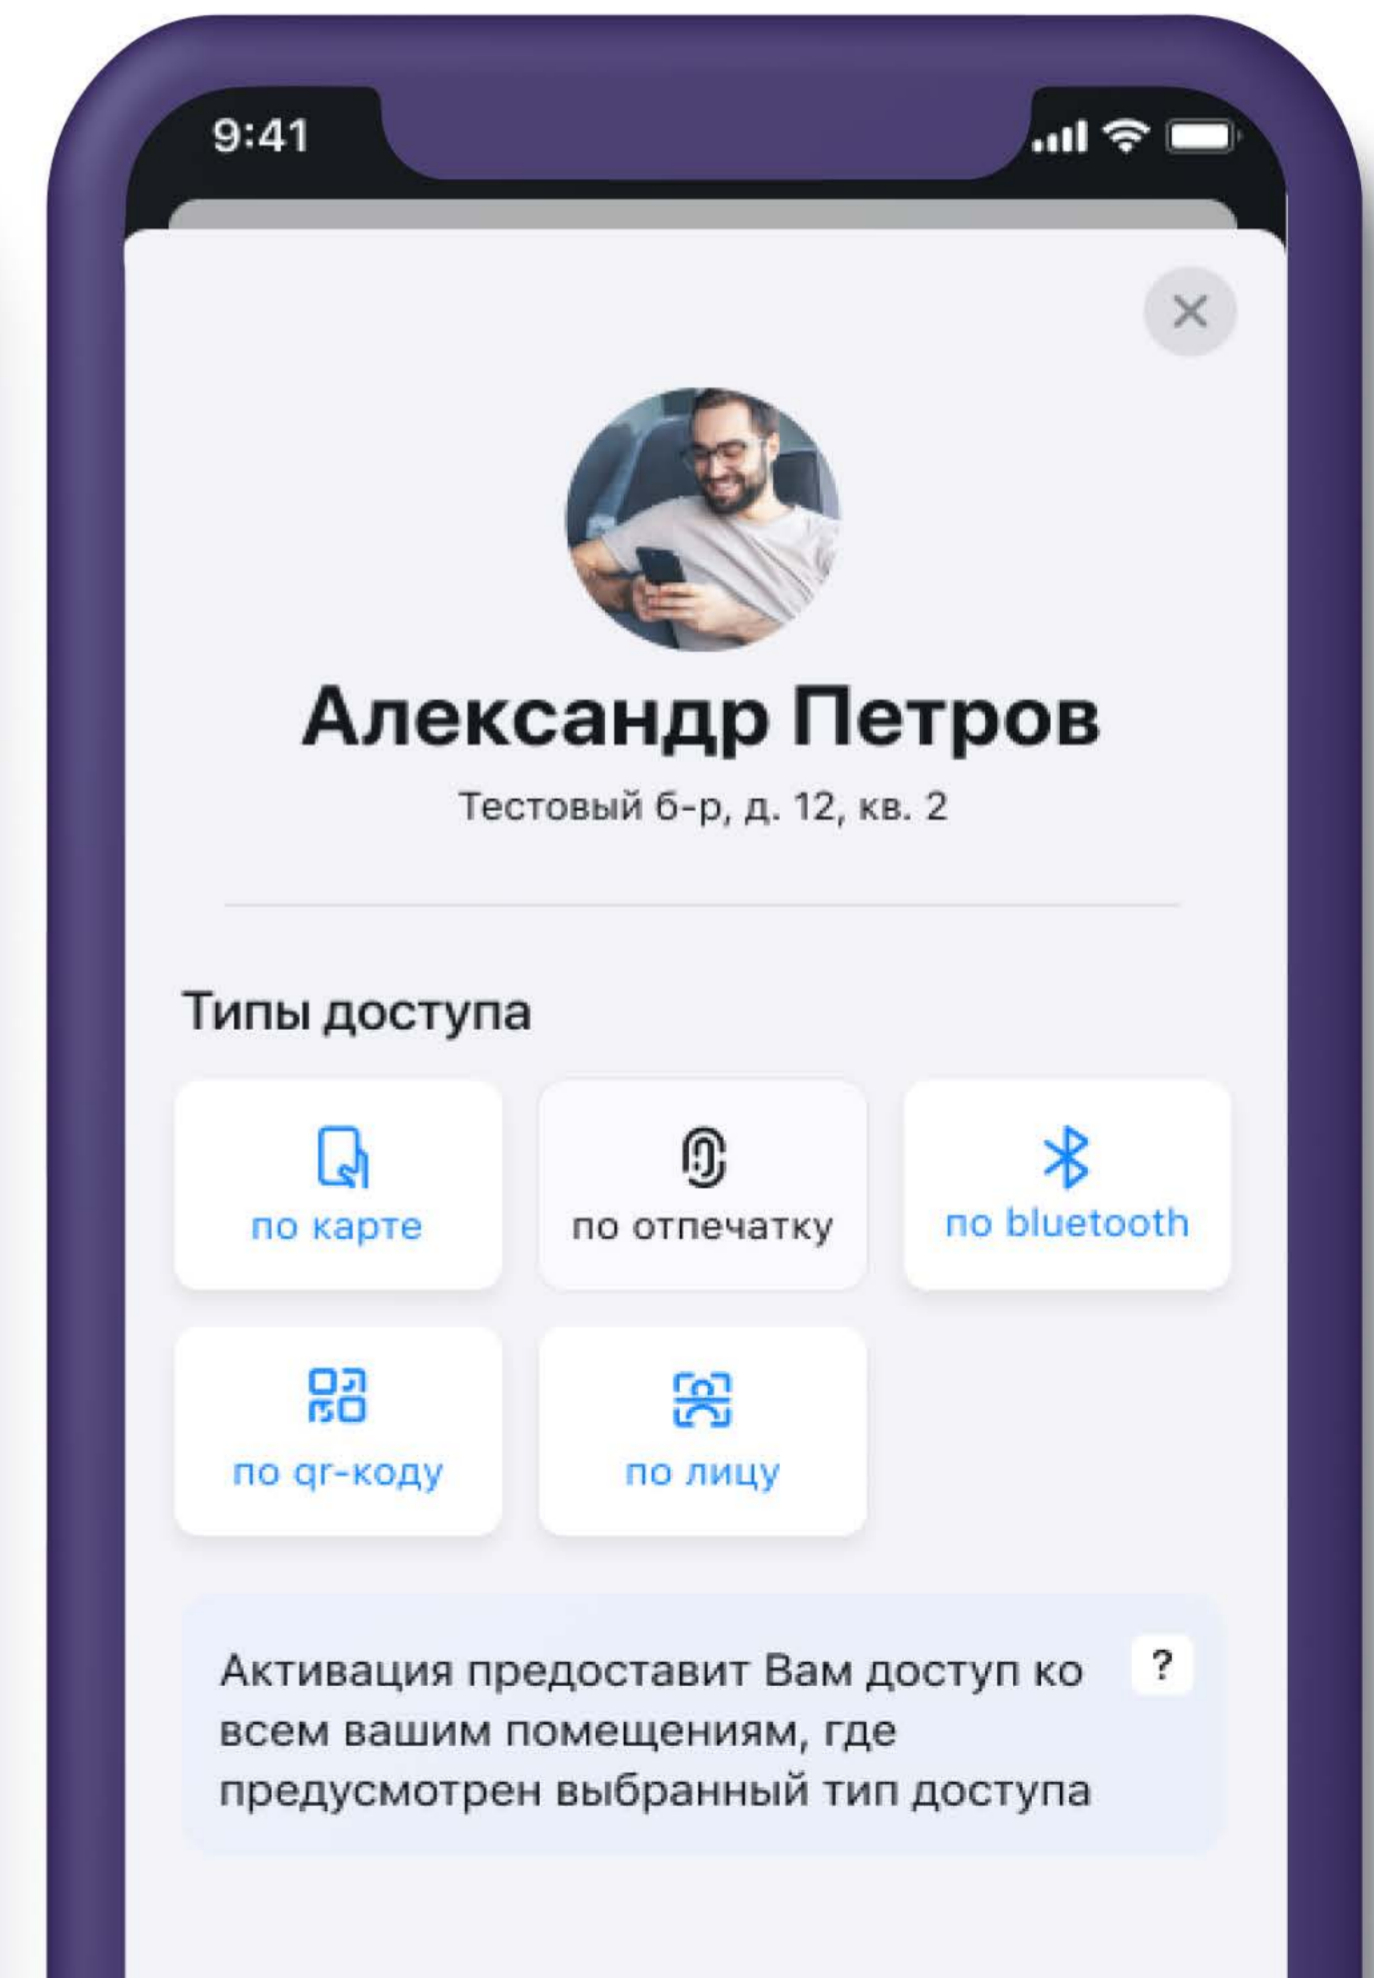 9:41
Александр Петров
Тестовый б-р, д. 12, кв. 2
Типы доступа
по карте
по отпечатку
по bluetooth
по qr-коду
по лицу
Активация предоставит Вам доступ ко
?
всем вашим помещениям, где
предусмотрен выбранный тип доступа